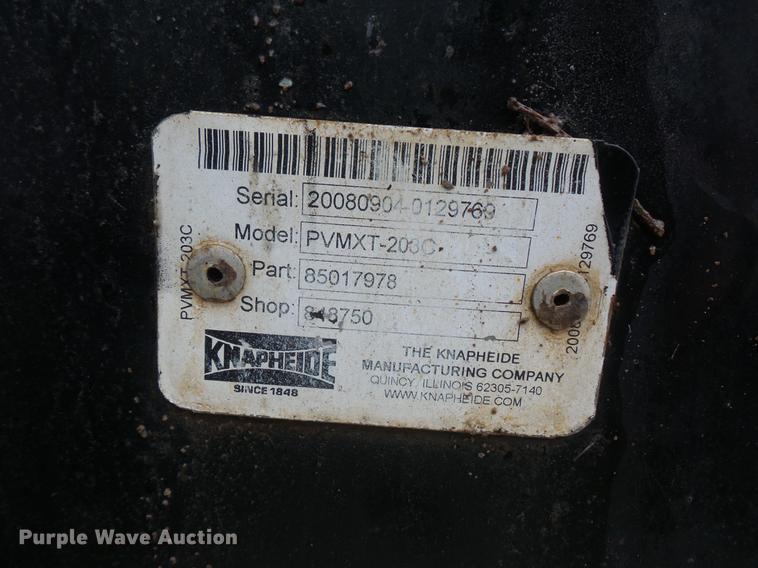 Serial: 20080904-0129769
Model: PVMXT-203C
Part: 85017978
Shop: 848750
PVMXT-203C
0129769
KNAPHEIDE
SINCE 1848
THE KNAPHEIDE
MANUFACTURING COMPANY
QUINCY, ILLINOIS 62305-7140
WWW.KNAPHEIDE.COM
Purple Wave Auction